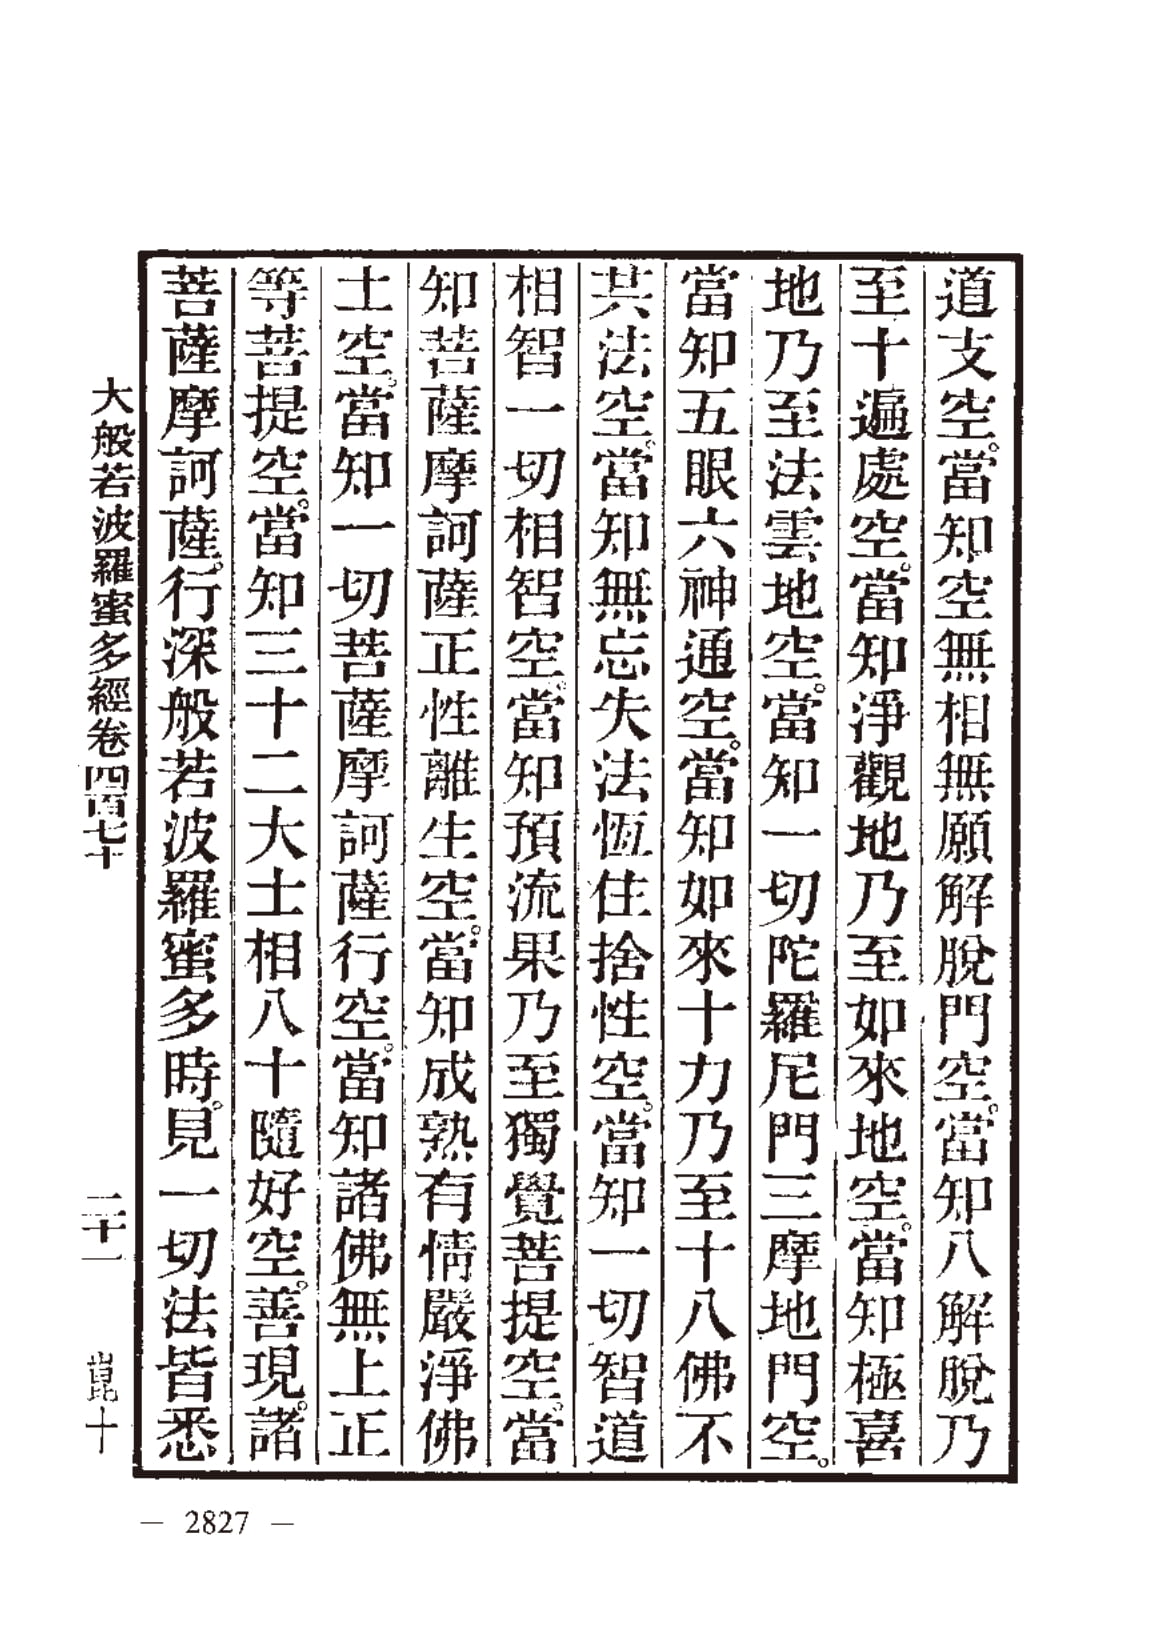 道支空。當知空無相無願解脫門空。當知八解脫乃
至十遍處空。當知淨觀地乃至如來地空。當知極喜
地乃至法雲地空。當知一切陀羅尼門三摩地門空。
當知五眼六神通空。當知如來十力乃至十八佛不
共法空。當知無忘失法恆住捨性空。當知一切智道
相智一切相智空。當知預流果乃至獨覺菩提空。當
知菩薩摩訶薩正性離生空。當知成熟有情嚴淨佛
土空。當知一切菩薩摩訶薩行空。當知諸佛無上正
等菩提空。當知三十二大士相八十隨好空。善現。諸
菩薩摩訶薩。行深般若波羅蜜多時。見一切法皆悉
大般若波羅蜜多經卷四百七十 二十一 崑十
— 2827 —